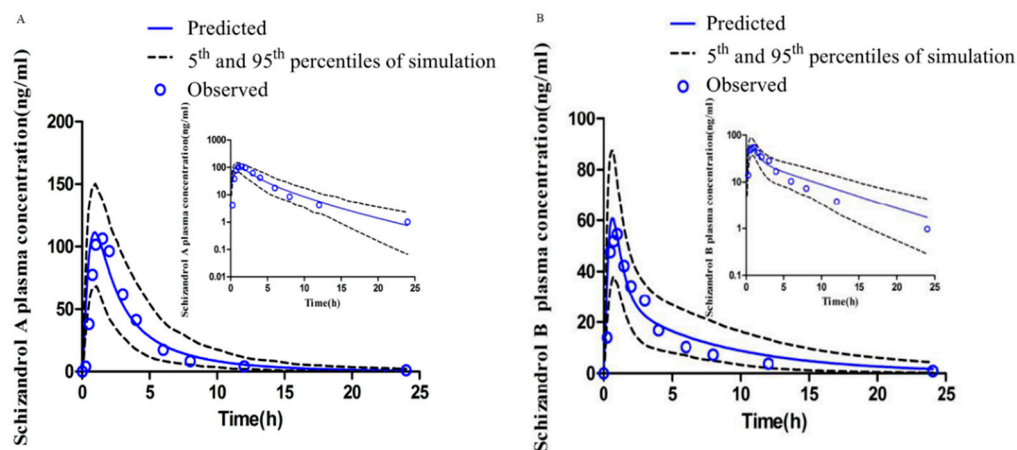 A
Predicted
5th and 95th percentiles of simulation
Observed
Schizandrol A plasma concentration(ng/ml)
200
150
100
50
0
0
5
10
15
20
25
Time(h)
Schizandrol A plasma concentration(ng/ml)
1000
100
10
1
0.1
0.01
0
5
10
15
20
25
Time(h)
B
Predicted
5th and 95th percentiles of simulation
Observed
Schizandrol B plasma concentration(ng/ml)
100
80
60
40
20
0
0
5
10
15
20
25
Time(h)
Schizandrol B plasma concentration(ng/ml)
100
10
1
0.1
0
5
10
15
20
25
Time(h)